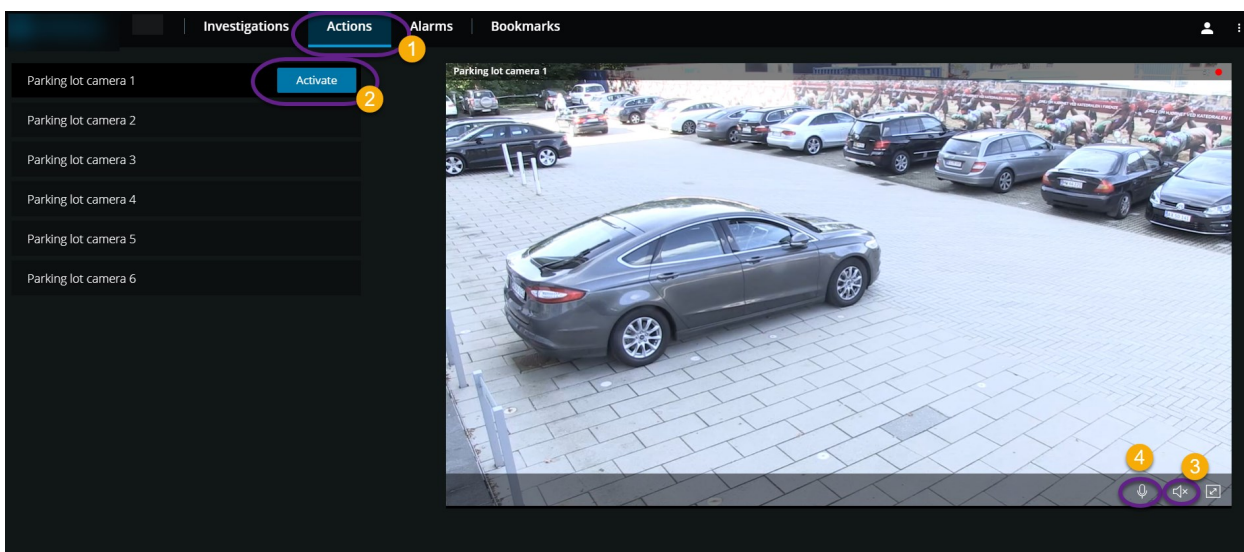 Investigations Actions Alarms Bookmarks
1
Parking lot camera 1 Activate
2
Parking lot camera 2
Parking lot camera 3
Parking lot camera 4
Parking lot camera 5
Parking lot camera 6
Parking lot camera 1
4
3